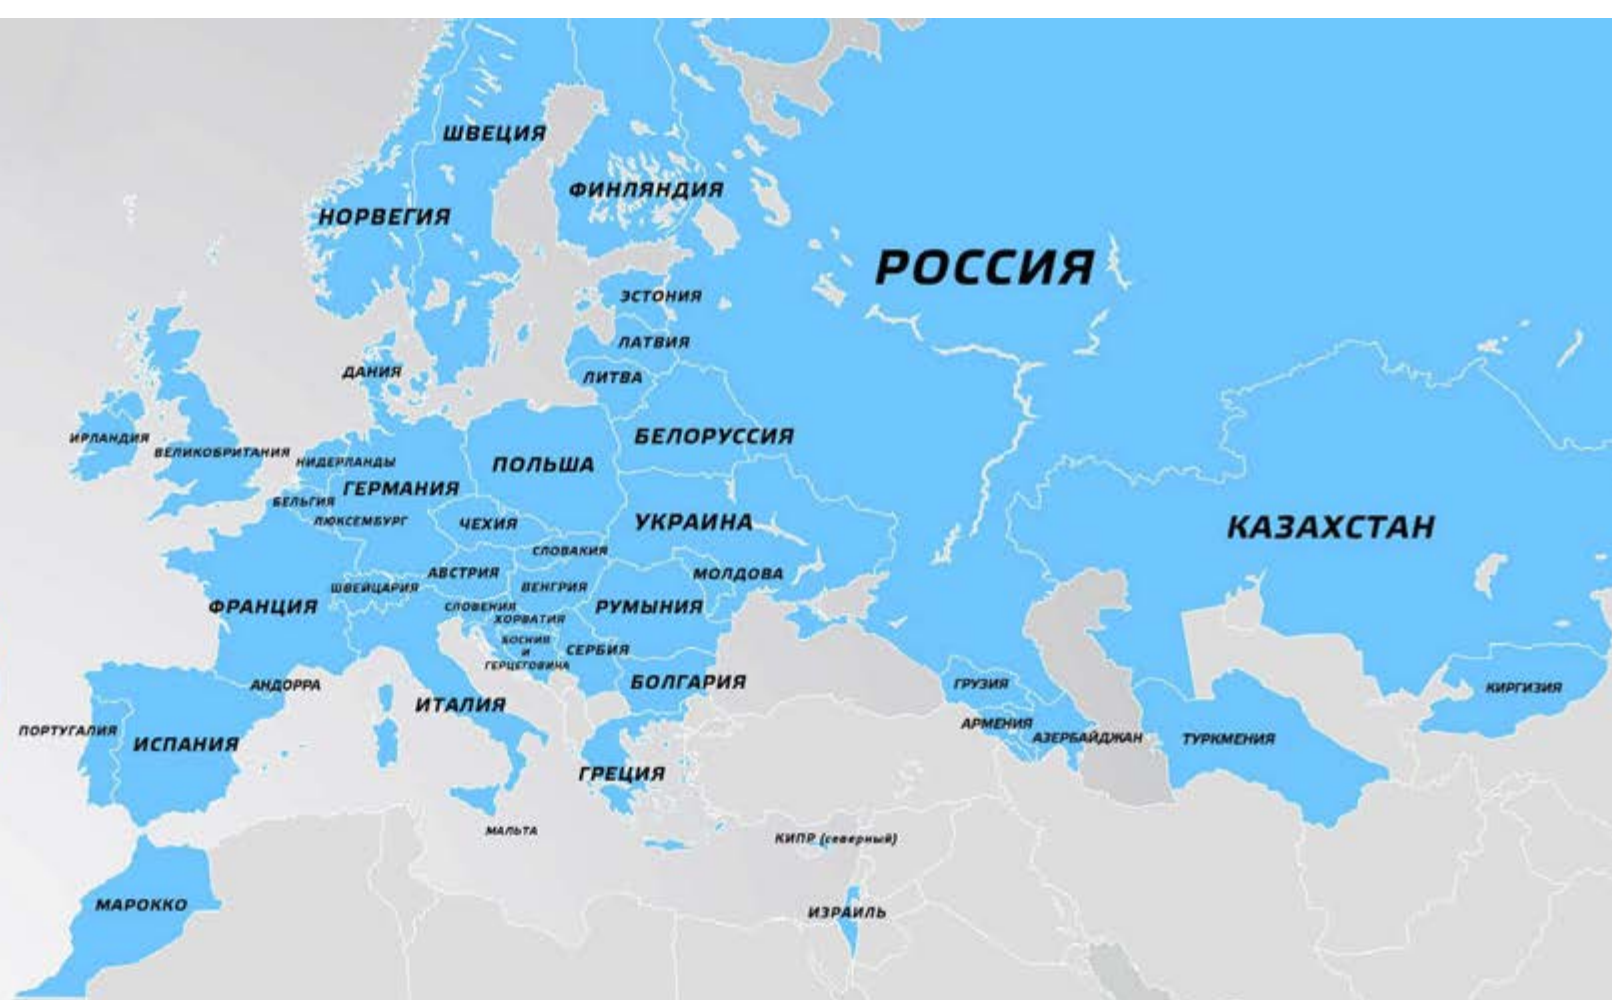 ШВЕЦИЯ
ФИНЛЯНДИЯ
НОРВЕГИЯ
РОССИЯ
ЭСТОНИЯ
ЛАТВИЯ
ДАНИЯ
ЛИТВА
ИРЛАНДИЯ
ВЕЛИКОБРИТАНИЯ
НИДЕРЛАНДЫ
БЕЛОРУССИЯ
ПОЛЬША
ГЕРМАНИЯ
БЕЛЬГИЯ
ЛЮКСЕМБУРГ
ЧЕХИЯ
УКРАИНА
КАЗАХСТАН
СЛОВАКИЯ
АВСТРИЯ
МОЛДОВА
ШВЕЙЦАРИЯ
ВЕНГРИЯ
ФРАНЦИЯ
СЛОВЕНИЯ
РУМЫНИЯ
ХОРВАТИЯ
БОСНИЯ
И
ГЕРЦЕГОВИНА
СЕРБИЯ
АНДОРРА
БОЛГАРИЯ
ГРУЗИЯ
КИРГИЗИЯ
ИТАЛИЯ
ПОРТУГАЛИЯ
ИСПАНИЯ
АРМЕНИЯ
АЗЕРБАЙДЖАН
ТУРКМЕНИЯ
ГРЕЦИЯ
МАЛЬТА
КИПР (северный)
МАРОККО
ИЗРАИЛЬ